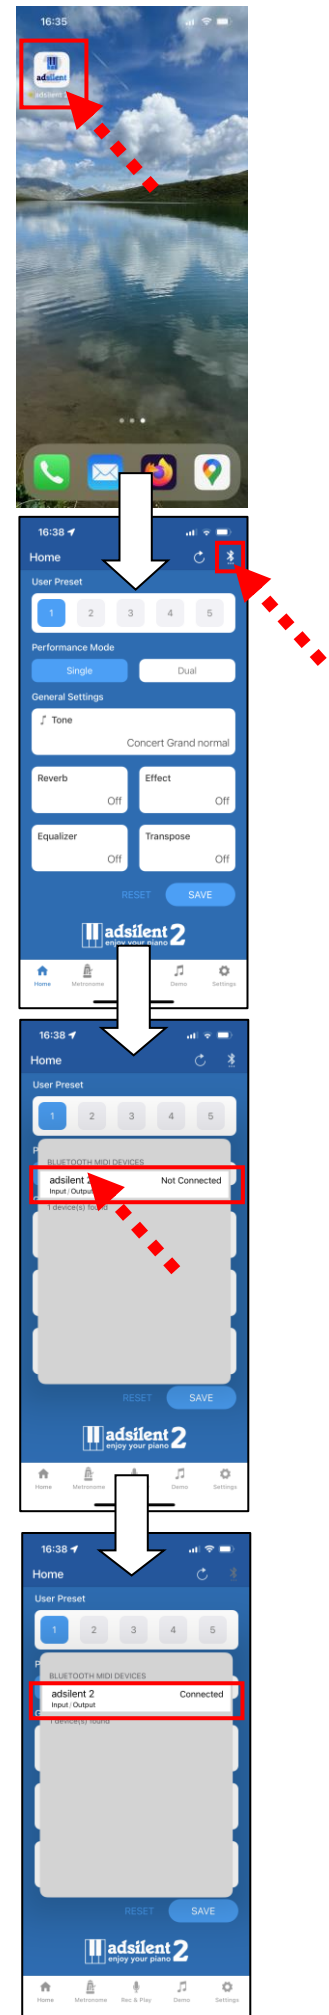 16:35
adsilent
adsilent 2
16:38
Home
User Preset
1 2 3 4 5
Performance Mode
Single Dual
General Settings
Tone
Concert Grand normal
Reverb Effect
Off Off
Equalizer Transpose
Off Off
RESET SAVE
adsilent 2
enjoy your piano
Home Metronome Demo Settings
16:38
Home
User Preset
1 2 3 4 5
P
BLUETOOTH MIDI DEVICES
adsilent 2 Not Connected
Input / Output
1 device(s) found
RESET SAVE
adsilent 2
enjoy your piano
Home Metronome Demo Settings
16:38
Home
User Preset
1 2 3 4 5
P
BLUETOOTH MIDI DEVICES
adsilent 2 Connected
Input / Output
G
1 device(s) found
RESET SAVE
adsilent 2
enjoy your piano
Home Metronome Rec & Play Demo Settings